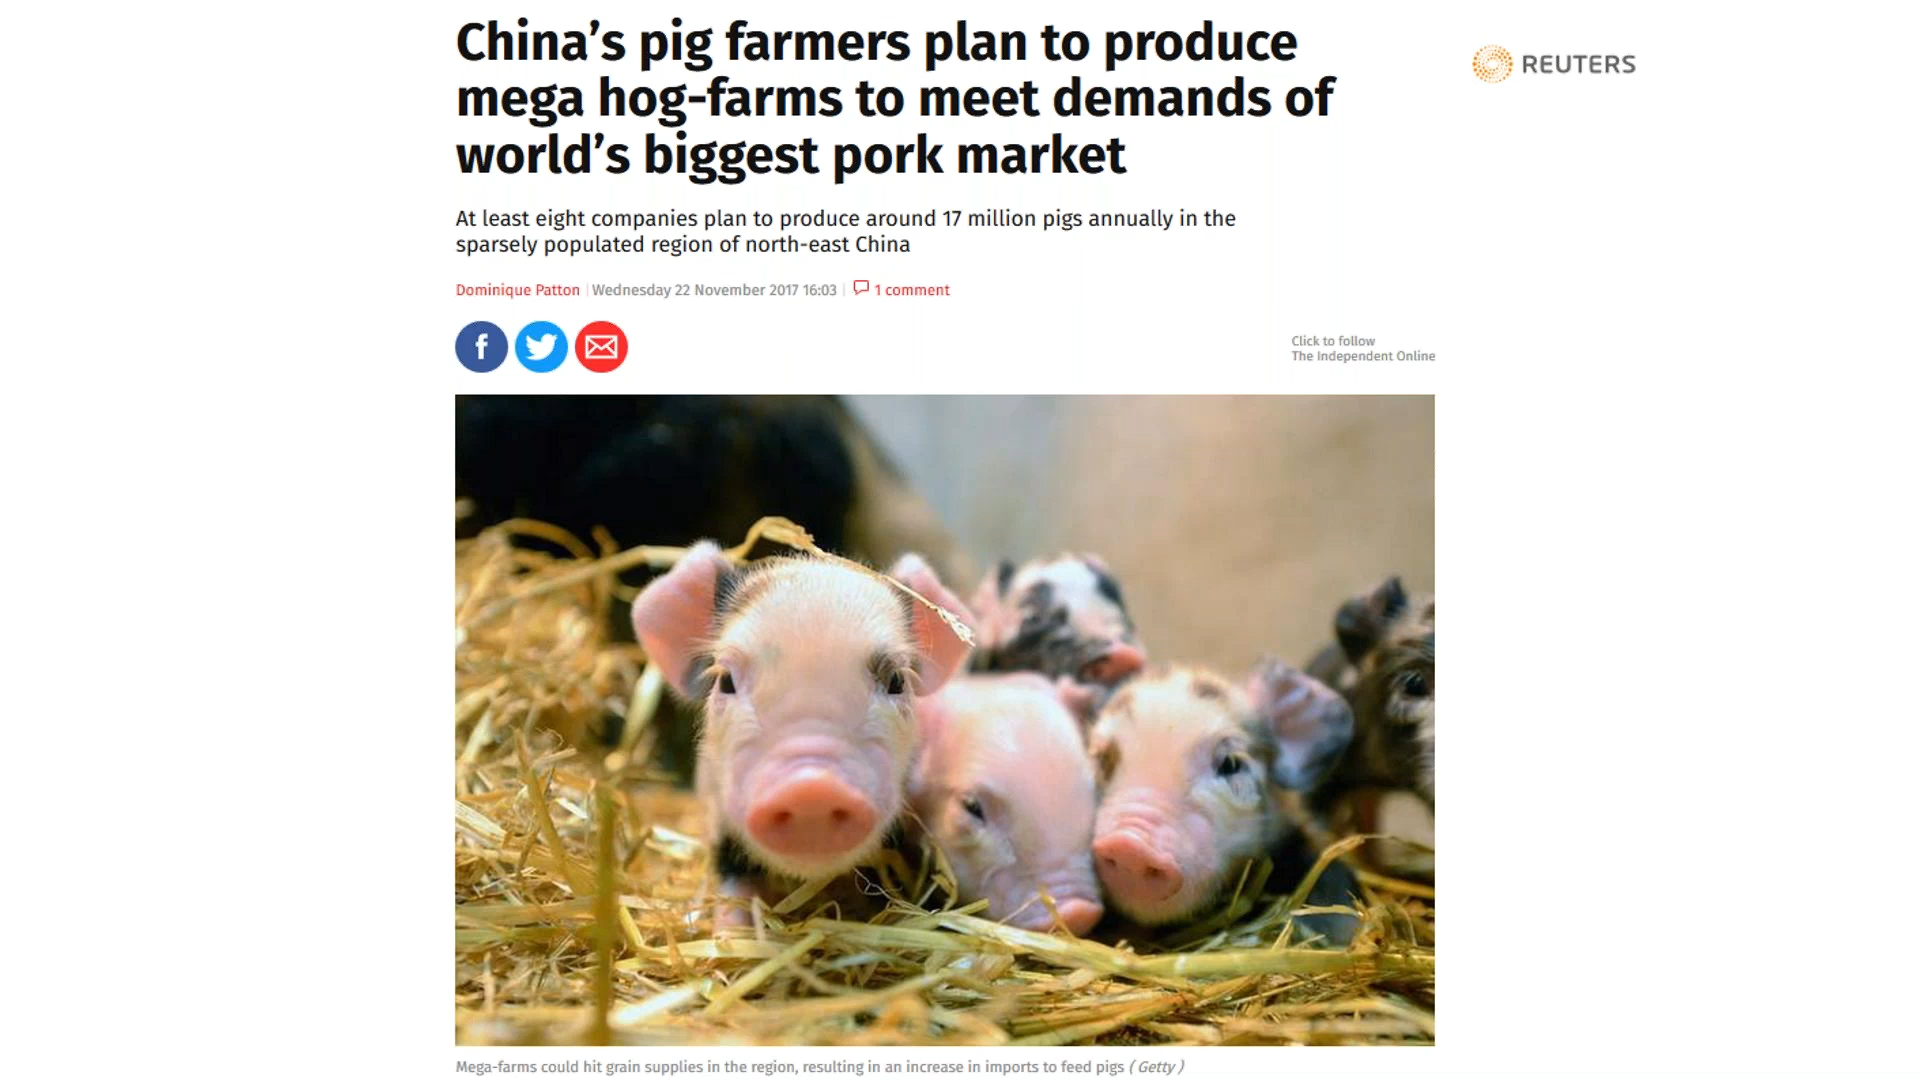 China’s pig farmers plan to produce
mega hog-farms to meet demands of
world’s biggest pork market
REUTERS
At least eight companies plan to produce around 17 million pigs annually in the
sparsely populated region of north-east China
Dominique Patton | Wednesday 22 November 2017 16:03 | 1 comment
f
Click to follow
The Independent Online
Mega-farms could hit grain supplies in the region, resulting in an increase in imports to feed pigs ( Getty )